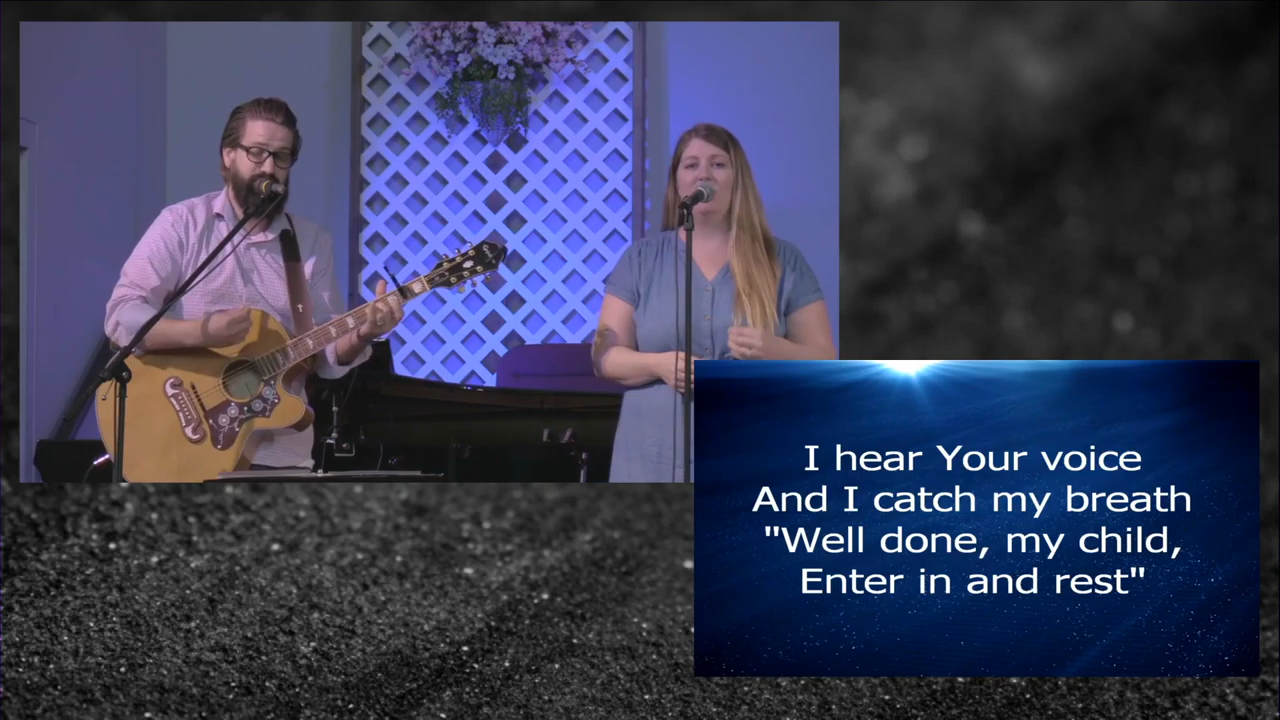 I hear Your voice
And I catch my breath
"Well done, my child,
Enter in and rest"